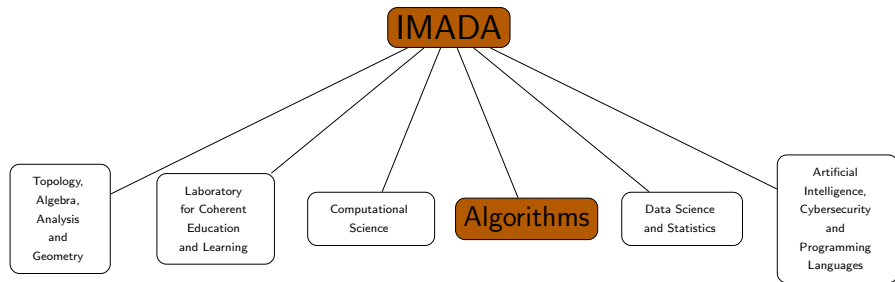 IMADA
Topology,
Algebra,
Analysis
and
Geometry
Laboratory
for Coherent
Education
and Learning
Computational
Science
Algorithms
Data Science
and Statistics
Artificial
Intelligence,
Cybersecurity
and
Programming
Languages